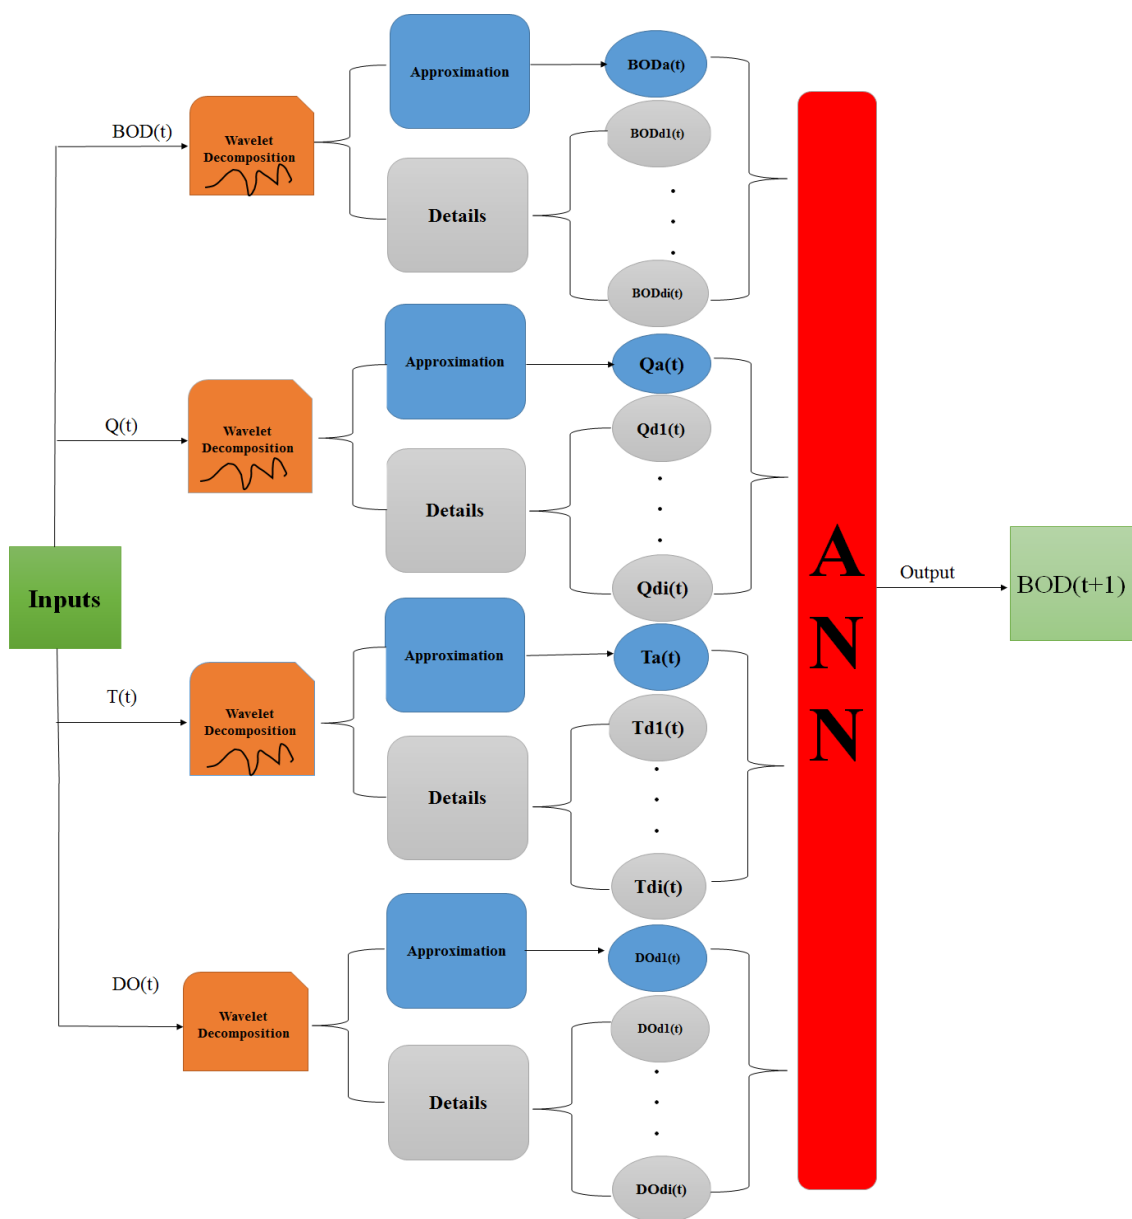 Inputs
BOD(t)
Wavelet
Decomposition
Approximation
BODa(t)
Details
BODd1(t)
BODdi(t)
Q(t)
Wavelet
Decomposition
Approximation
Qa(t)
Details
Qd1(t)
Qdi(t)
T(t)
Wavelet
Decomposition
Approximation
Ta(t)
Details
Td1(t)
Tdi(t)
DO(t)
Wavelet
Decomposition
Approximation
DOd1(t)
Details
DOd1(t)
DOdi(t)
A
N
N
Output
BOD(t+1)